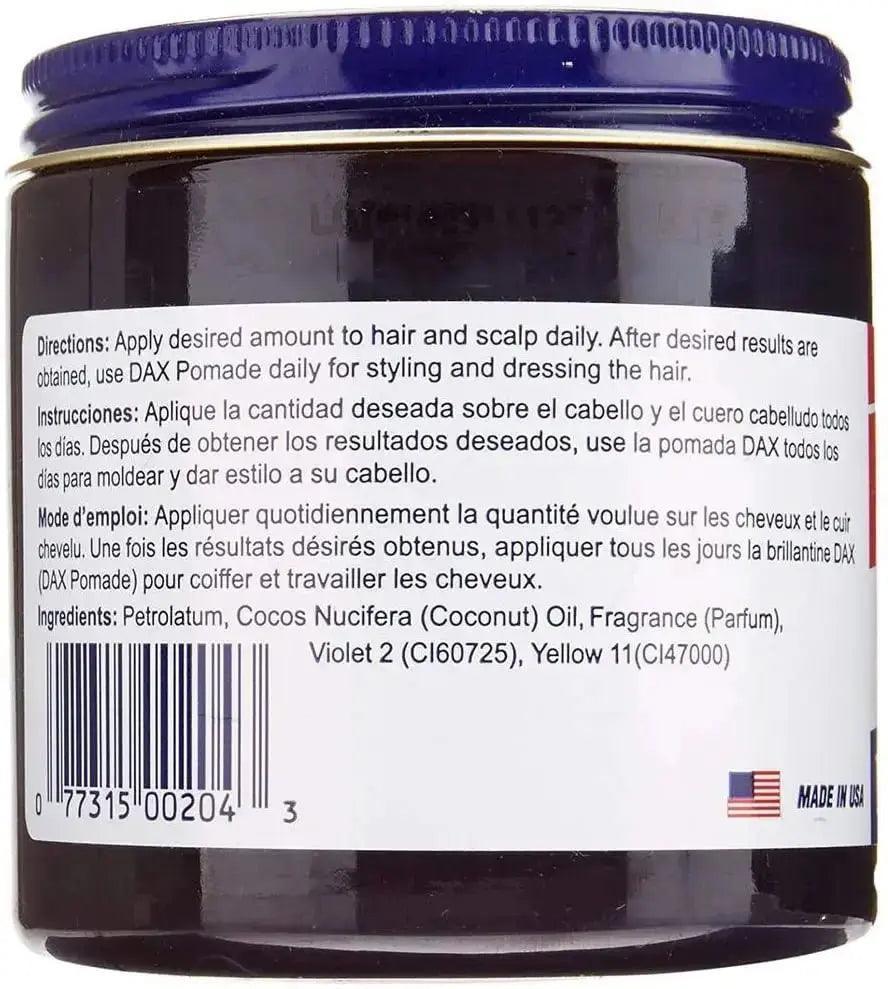 Directions: Apply desired amount to hair and scalp daily. After desired results are
obtained, use DAX Pomade daily for styling and dressing the hair.
Instrucciones: Aplique la cantidad deseada sobre el cabello y el cuero cabelludo todos
los días. Después de obtener los resultados deseados, use la pomada DAX todos los
días para moldear y dar estilo a su cabello.
Mode d'emploi: Appliquer quotidiennement la quantité voulue sur les cheveux et le cuir
chevelu. Une fois les résultats désirés obtenus, appliquer tous les jours la brillantine DAX
(DAX Pomade) pour coiffer et travailler les cheveux.
Ingredients: Petrolatum, Cocos Nucifera (Coconut) Oil, Fragrance (Parfum),
Violet 2 (CI60725), Yellow 11(CI47000)
0 77315 00204 3
MADE IN USA